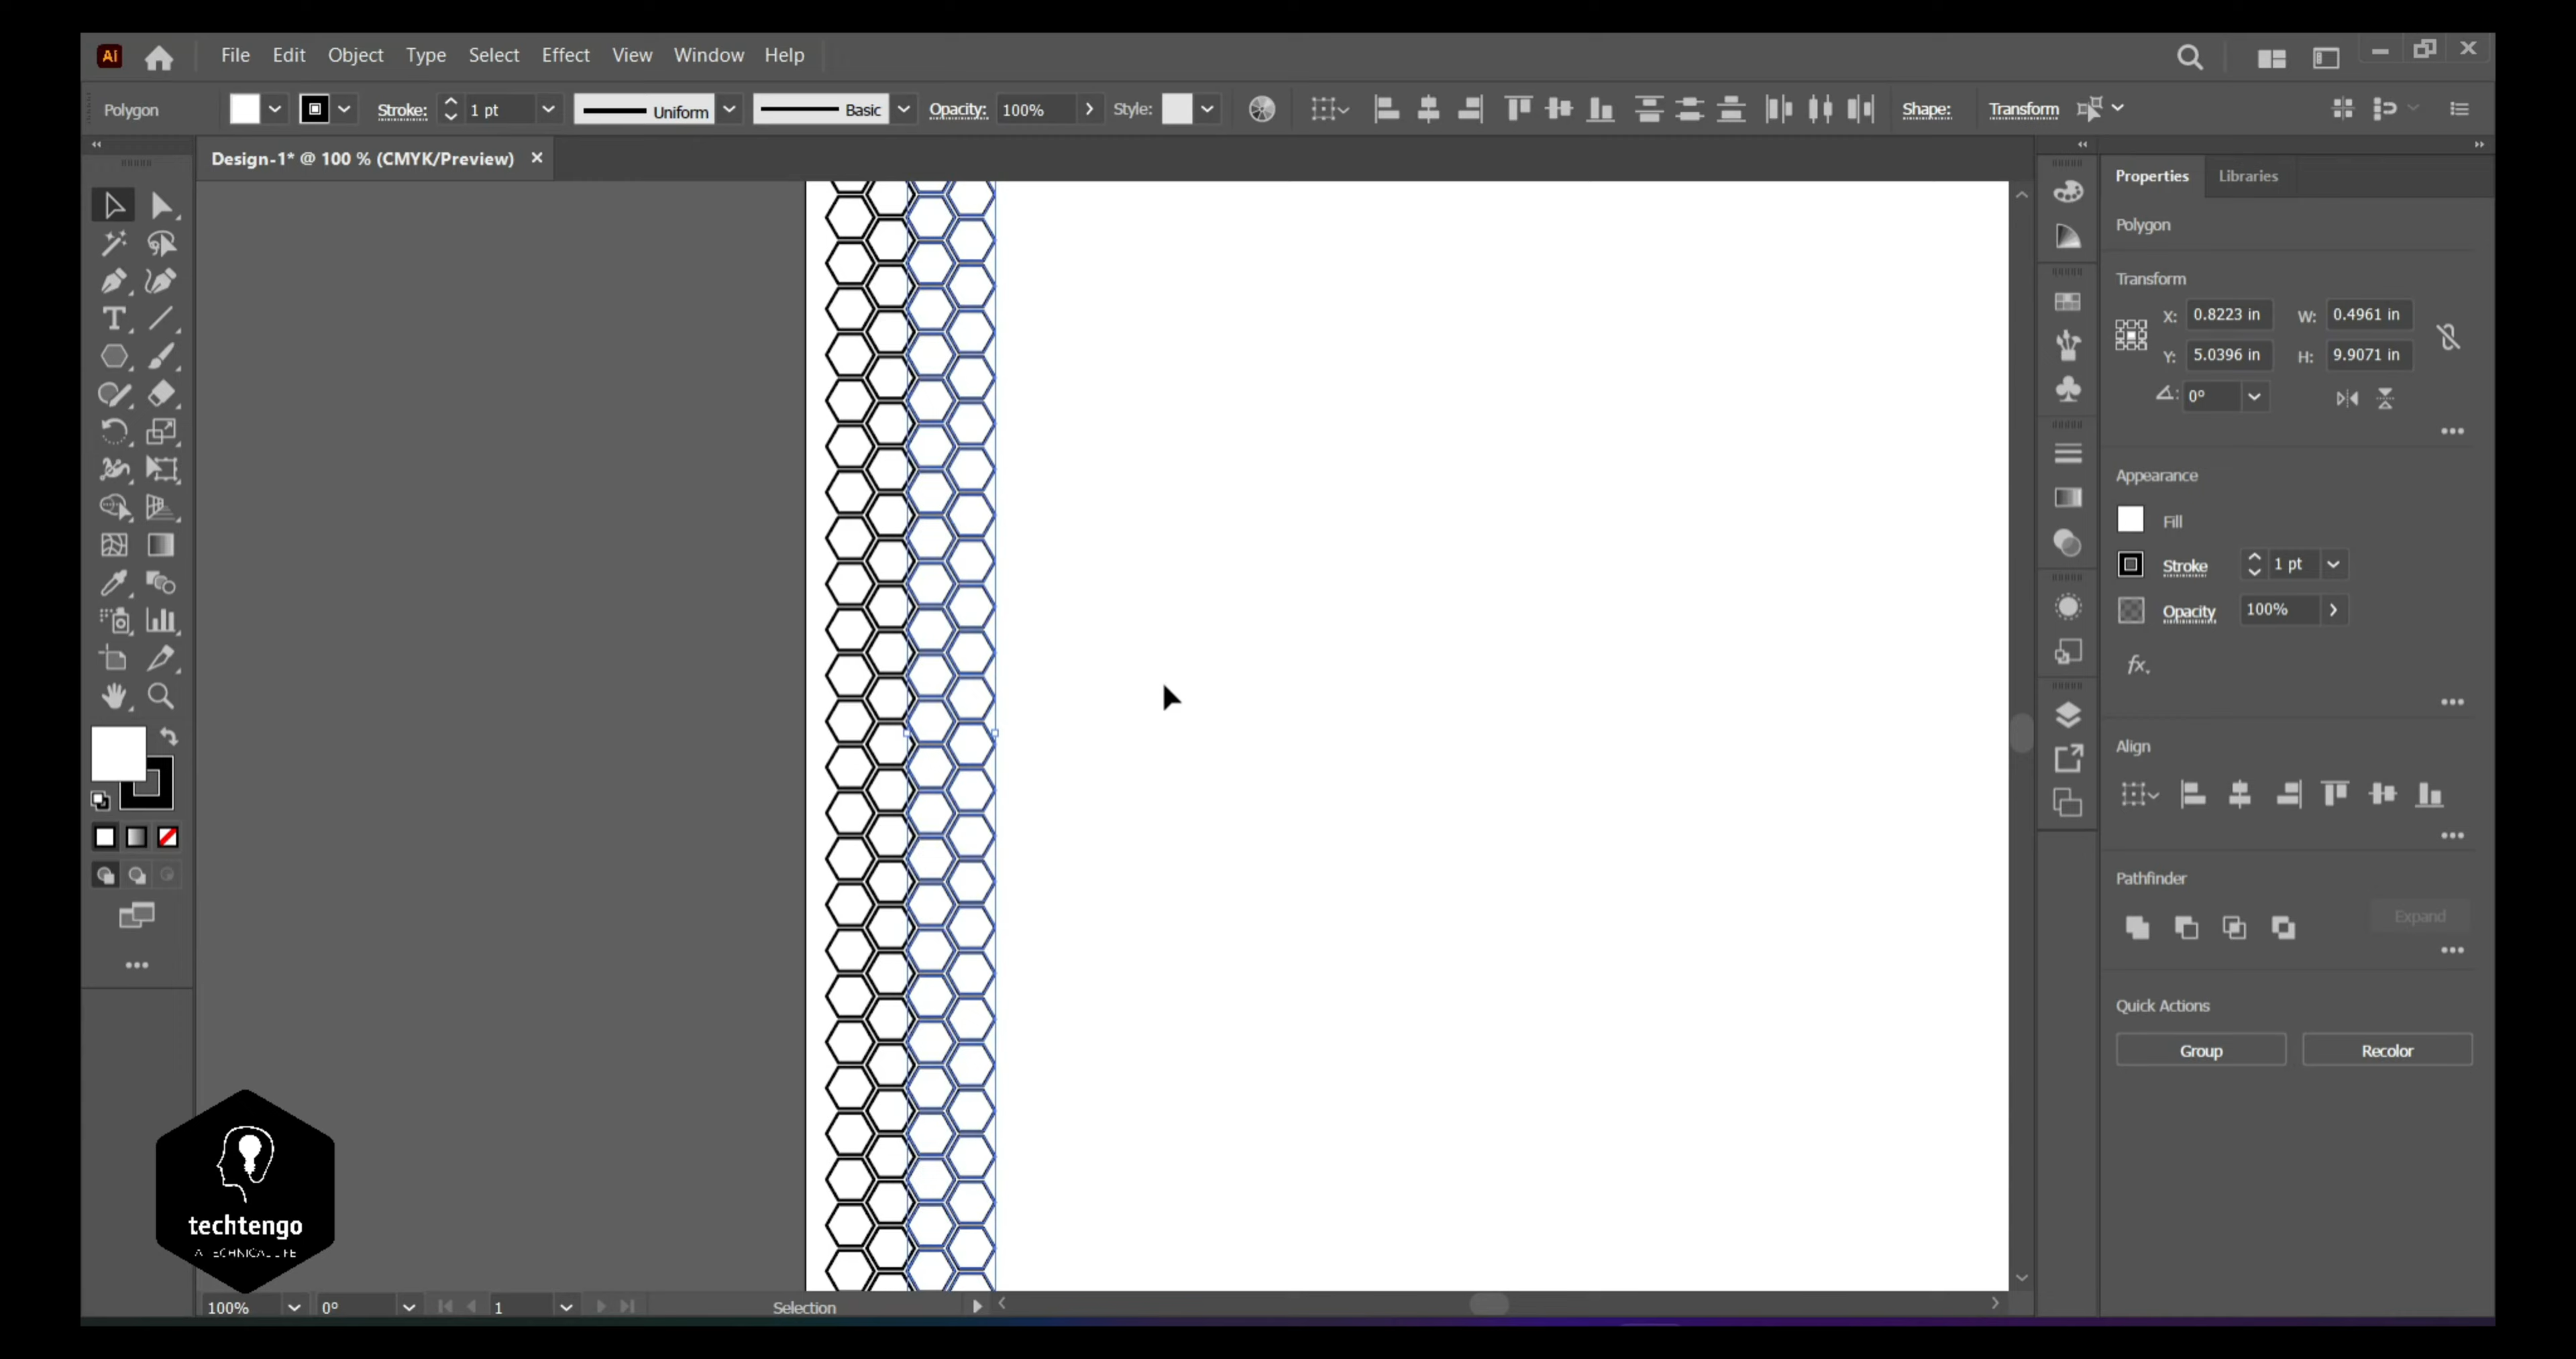 Ai
File Edit Object Type Select Effect View Window Help
Polygon Stroke: 1 pt Uniform Basic Opacity: 100% Style: Shape: Transform
Design-1* @ 100 % (CMYK/Preview)
Properties Libraries
Polygon
Transform
X: 0.8223 in W: 0.4961 in
Y: 5.0396 in H: 9.9071 in
0°
Appearance
Fill
Stroke 1 pt
Opacity 100%
fx.
Align
Pathfinder
Expand
Quick Actions
Group Recolor
techtengo
100% 0° 1 Selection